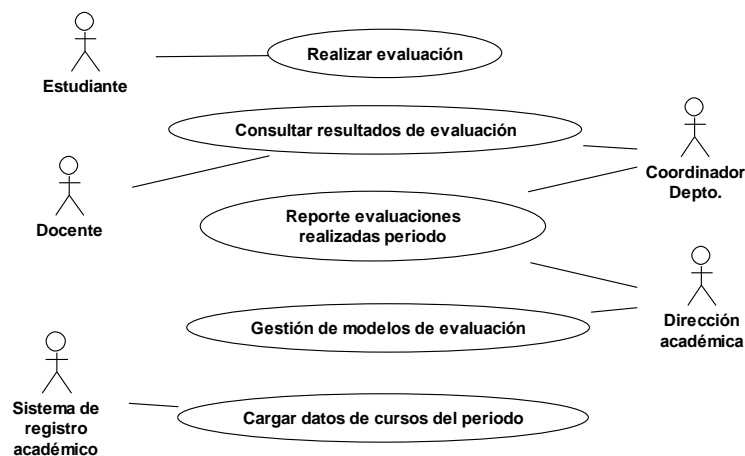 Realizar evaluación
Estudiante
Consultar resultados de evaluación
Coordinador
Depto.
Docente
Reporte evaluaciones
realizadas periodo
Gestión de modelos de evaluación
Dirección
académica
Sistema de
registro
académico
Cargar datos de cursos del periodo